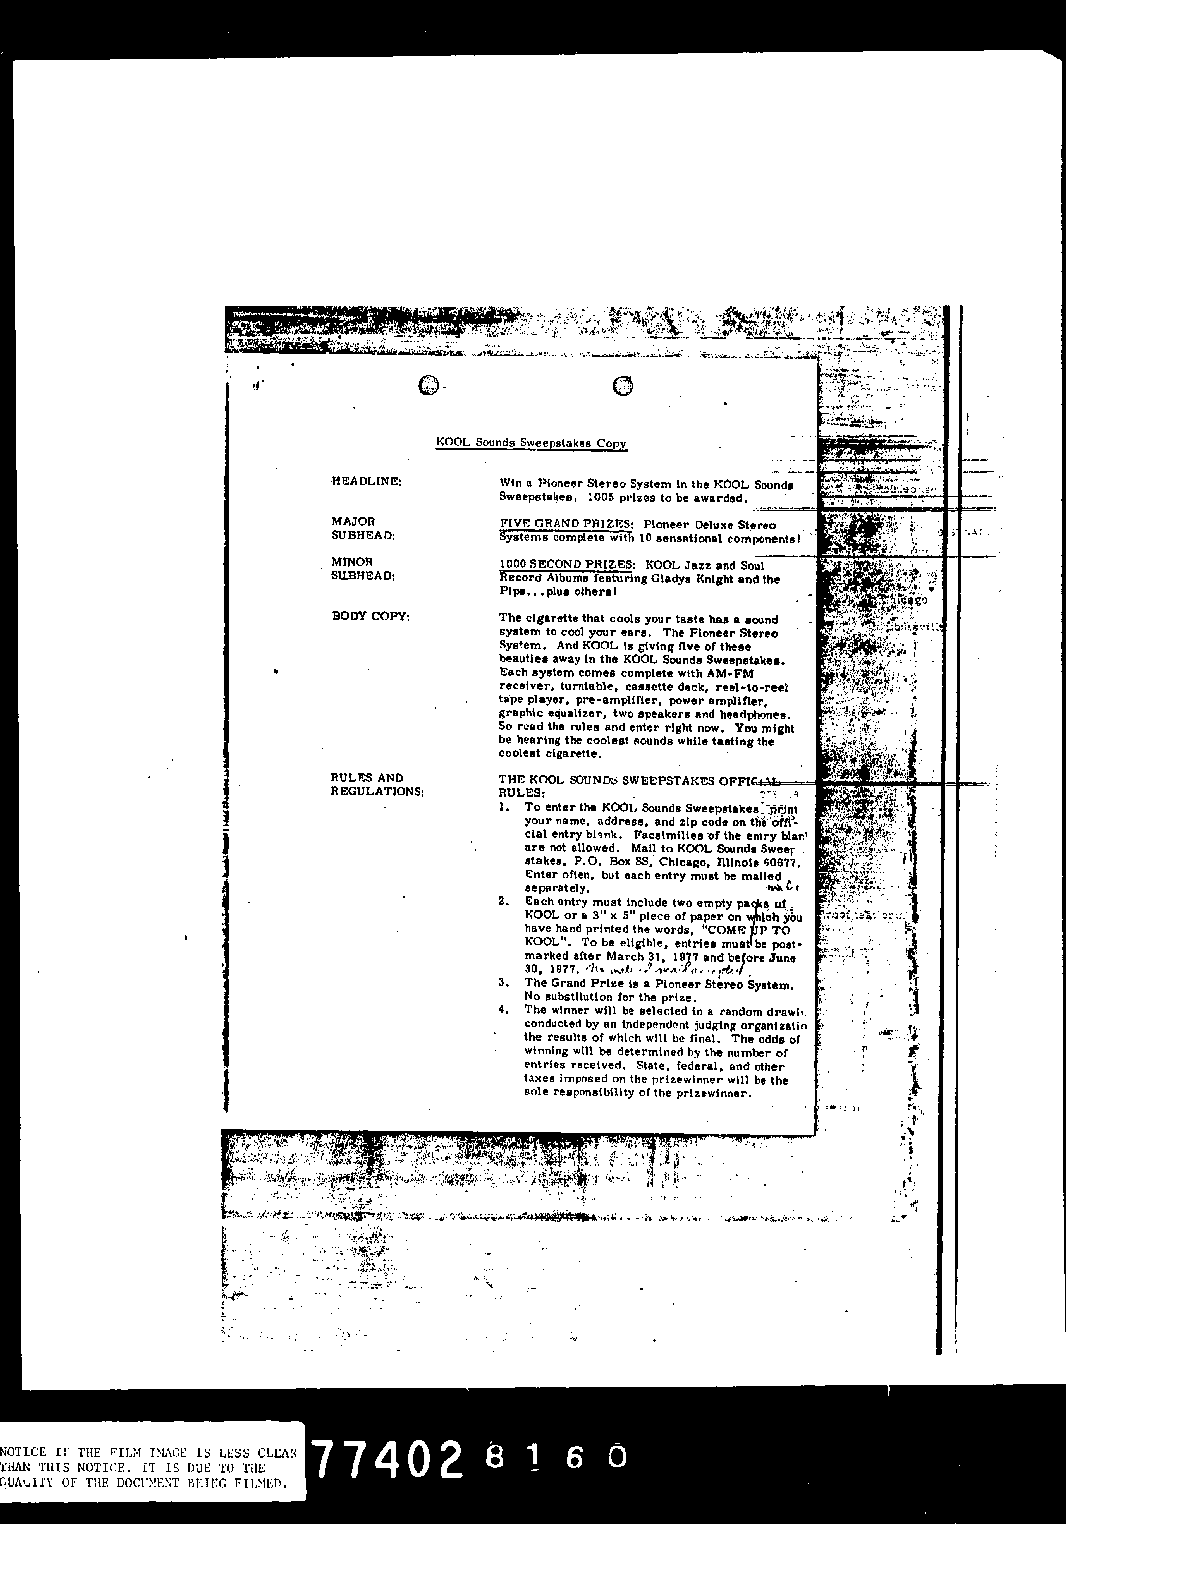 KOOL Sounds Sweepstakes Copy
HEADLINE: Win a Pioneer Stereo System in the KOOL Sounds
Sweepstakes. 1005 prizes to be awarded.
MAJOR FIVE GRAND PRIZES: Pioneer Deluxe Stereo
SUBHEAD: Systems complete with 10 sensational components!
MINOR 1000 SECOND PRIZES: KOOL Jazz and Soul
SUBHEAD: Record Albums featuring Gladys Knight and the
Pips...plus others!
BODY COPY: The cigarette that cools your taste has a sound
system to cool your ears. The Pioneer Stereo
System. And KOOL is giving five of these
beauties away in the KOOL Sounds Sweepstakes.
Each system comes complete with AM-FM
receiver, turntable, cassette deck, reel-to-reel
tape player, pre-amplifier, power amplifier,
graphic equalizer, two speakers and headphones.
So read the rules and enter right now. You might
be hearing the coolest sounds while tasting the
coolest cigarette.
RULES AND THE KOOL SOUNDS SWEEPSTAKES OFFICIAL
REGULATIONS: RULES:
1. To enter the KOOL Sounds Sweepstakes, print
your name, address, and zip code on the offi-
cial entry blank. Facsimilies of the entry blan
are not allowed. Mail to KOOL Sounds Sweep
stakes, P.O. Box SS, Chicago, Illinois 60677.
Enter often, but each entry must be mailed
separately.
2. Each entry must include two empty packs of
KOOL or a 3" x 5" piece of paper on which you
have hand printed the words, "COME UP TO
KOOL". To be eligible, entries must be post-
marked after March 31, 1977 and before June
30, 1977.
3. The Grand Prize is a Pioneer Stereo System.
No substitution for the prize.
4. The winner will be selected in a random drawi
conducted by an independent judging organizatin
the results of which will be final. The odds of
winning will be determined by the number of
entries received. State, federal, and other
taxes imposed on the prizewinner will be the
sole responsibility of the prizewinner.
NOTICE IF THE FILM IMAGE IS LESS CLEAR
THAN THIS NOTICE. IT IS DUE TO THE
QUALITY OF THE DOCUMENT BEING FILMED.
77402 8160